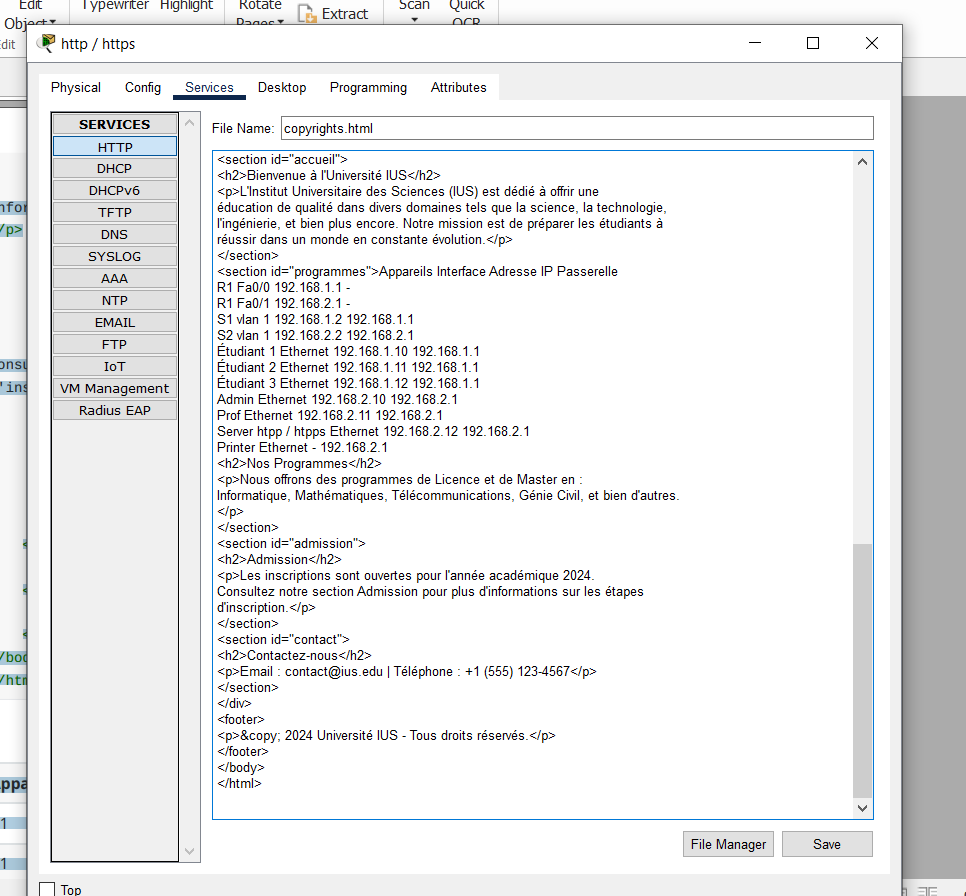 Edit
Typewriter
Highlight
Rotate
Extract
Scan
Quick
Object
Pages
OCR
http / https
Physical Config Services Desktop Programming Attributes
SERVICES
HTTP
DHCP
DHCPv6
TFTP
DNS
SYSLOG
AAA
NTP
EMAIL
FTP
IoT
VM Management
Radius EAP
File Name: copyrights.html
<section id="accueil">
<h2>Bienvenue à l'Université IUS</h2>
<p>L'Institut Universitaire des Sciences (IUS) est dédié à offrir une
éducation de qualité dans divers domaines tels que la science, la technologie,
l'ingénierie, et bien plus encore. Notre mission est de préparer les étudiants à
réussir dans un monde en constante évolution.</p>
</section>
<section id="programmes">Appareils Interface Adresse IP Passerelle
R1 Fa0/0 192.168.1.1 -
R1 Fa0/1 192.168.2.1 -
S1 vlan 1 192.168.1.2 192.168.1.1
S2 vlan 1 192.168.2.2 192.168.2.1
Étudiant 1 Ethernet 192.168.1.10 192.168.1.1
Étudiant 2 Ethernet 192.168.1.11 192.168.1.1
Étudiant 3 Ethernet 192.168.1.12 192.168.1.1
Admin Ethernet 192.168.2.10 192.168.2.1
Prof Ethernet 192.168.2.11 192.168.2.1
Server htpp / htpps Ethernet 192.168.2.12 192.168.2.1
Printer Ethernet - 192.168.2.1
<h2>Nos Programmes</h2>
<p>Nous offrons des programmes de Licence et de Master en :
Informatique, Mathématiques, Télécommunications, Génie Civil, et bien d'autres.
</p>
</section>
<section id="admission">
<h2>Admission</h2>
<p>Les inscriptions sont ouvertes pour l'année académique 2024.
Consultez notre section Admission pour plus d'informations sur les étapes
d'inscription.</p>
</section>
<section id="contact">
<h2>Contactez-nous</h2>
<p>Email : contact@ius.edu | Téléphone : +1 (555) 123-4567</p>
</section>
</div>
<footer>
<p>&copy; 2024 Université IUS - Tous droits réservés.</p>
</footer>
</body>
</html>
File Manager
Save
Top